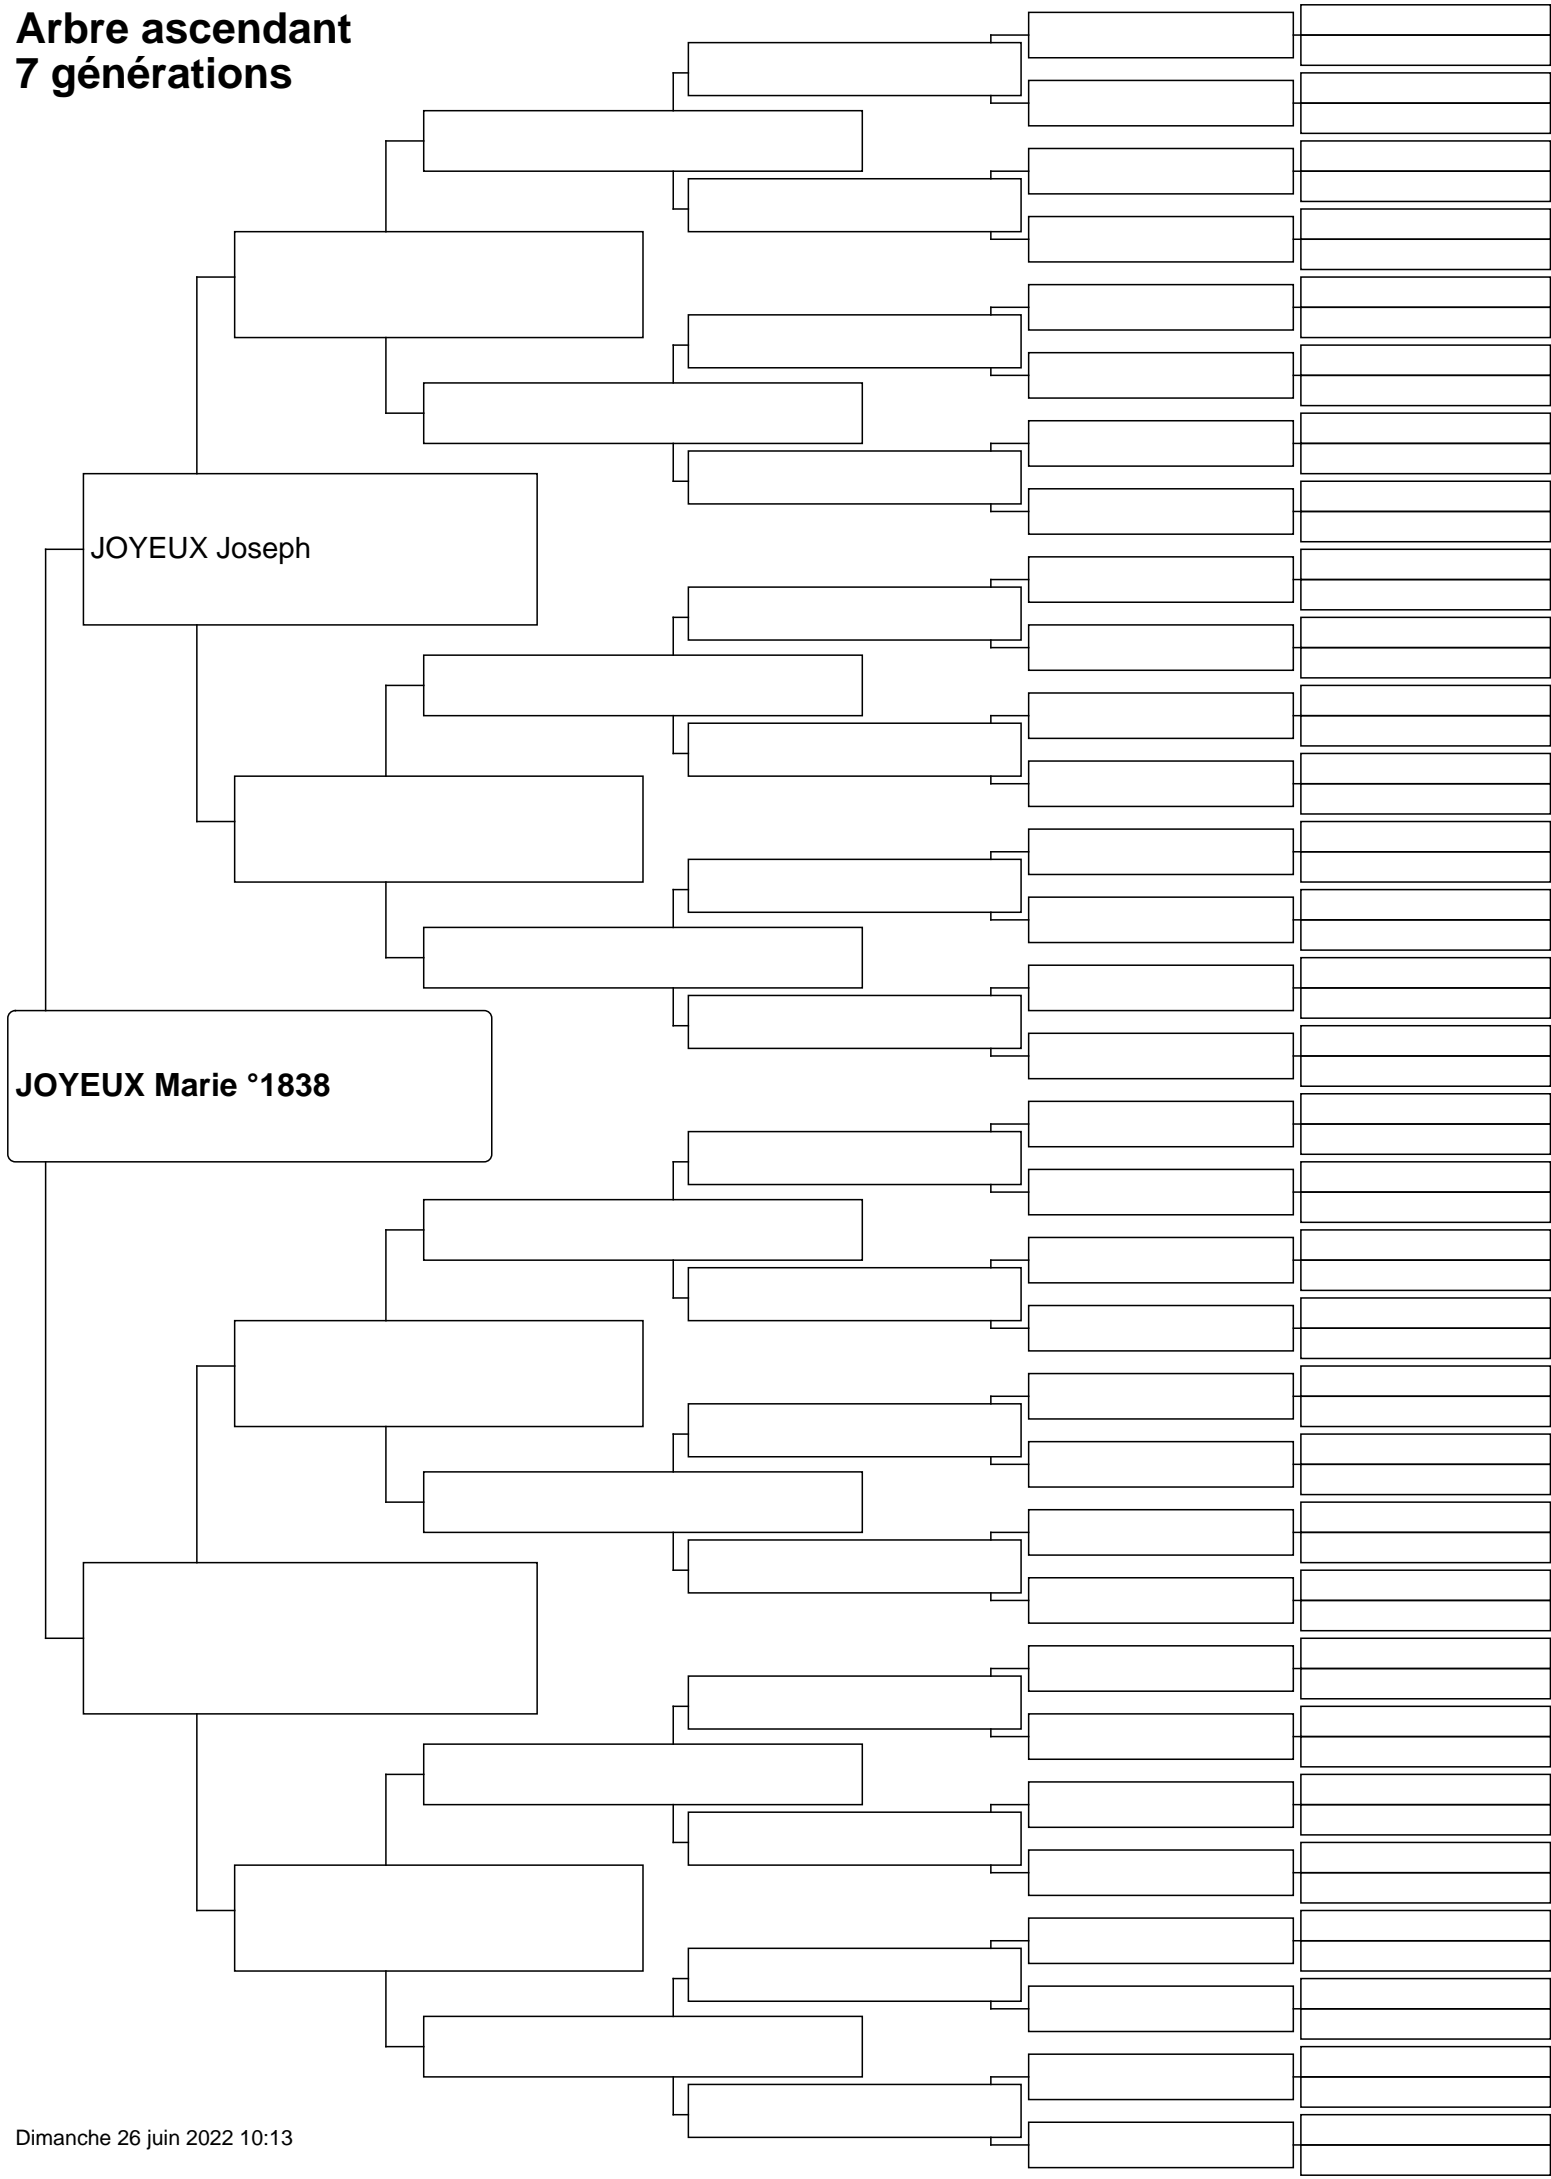 Arbre ascendant
7 générations
JOYEUX Joseph
JOYEUX Marie °1838
Dimanche 26 juin 2022 10:13